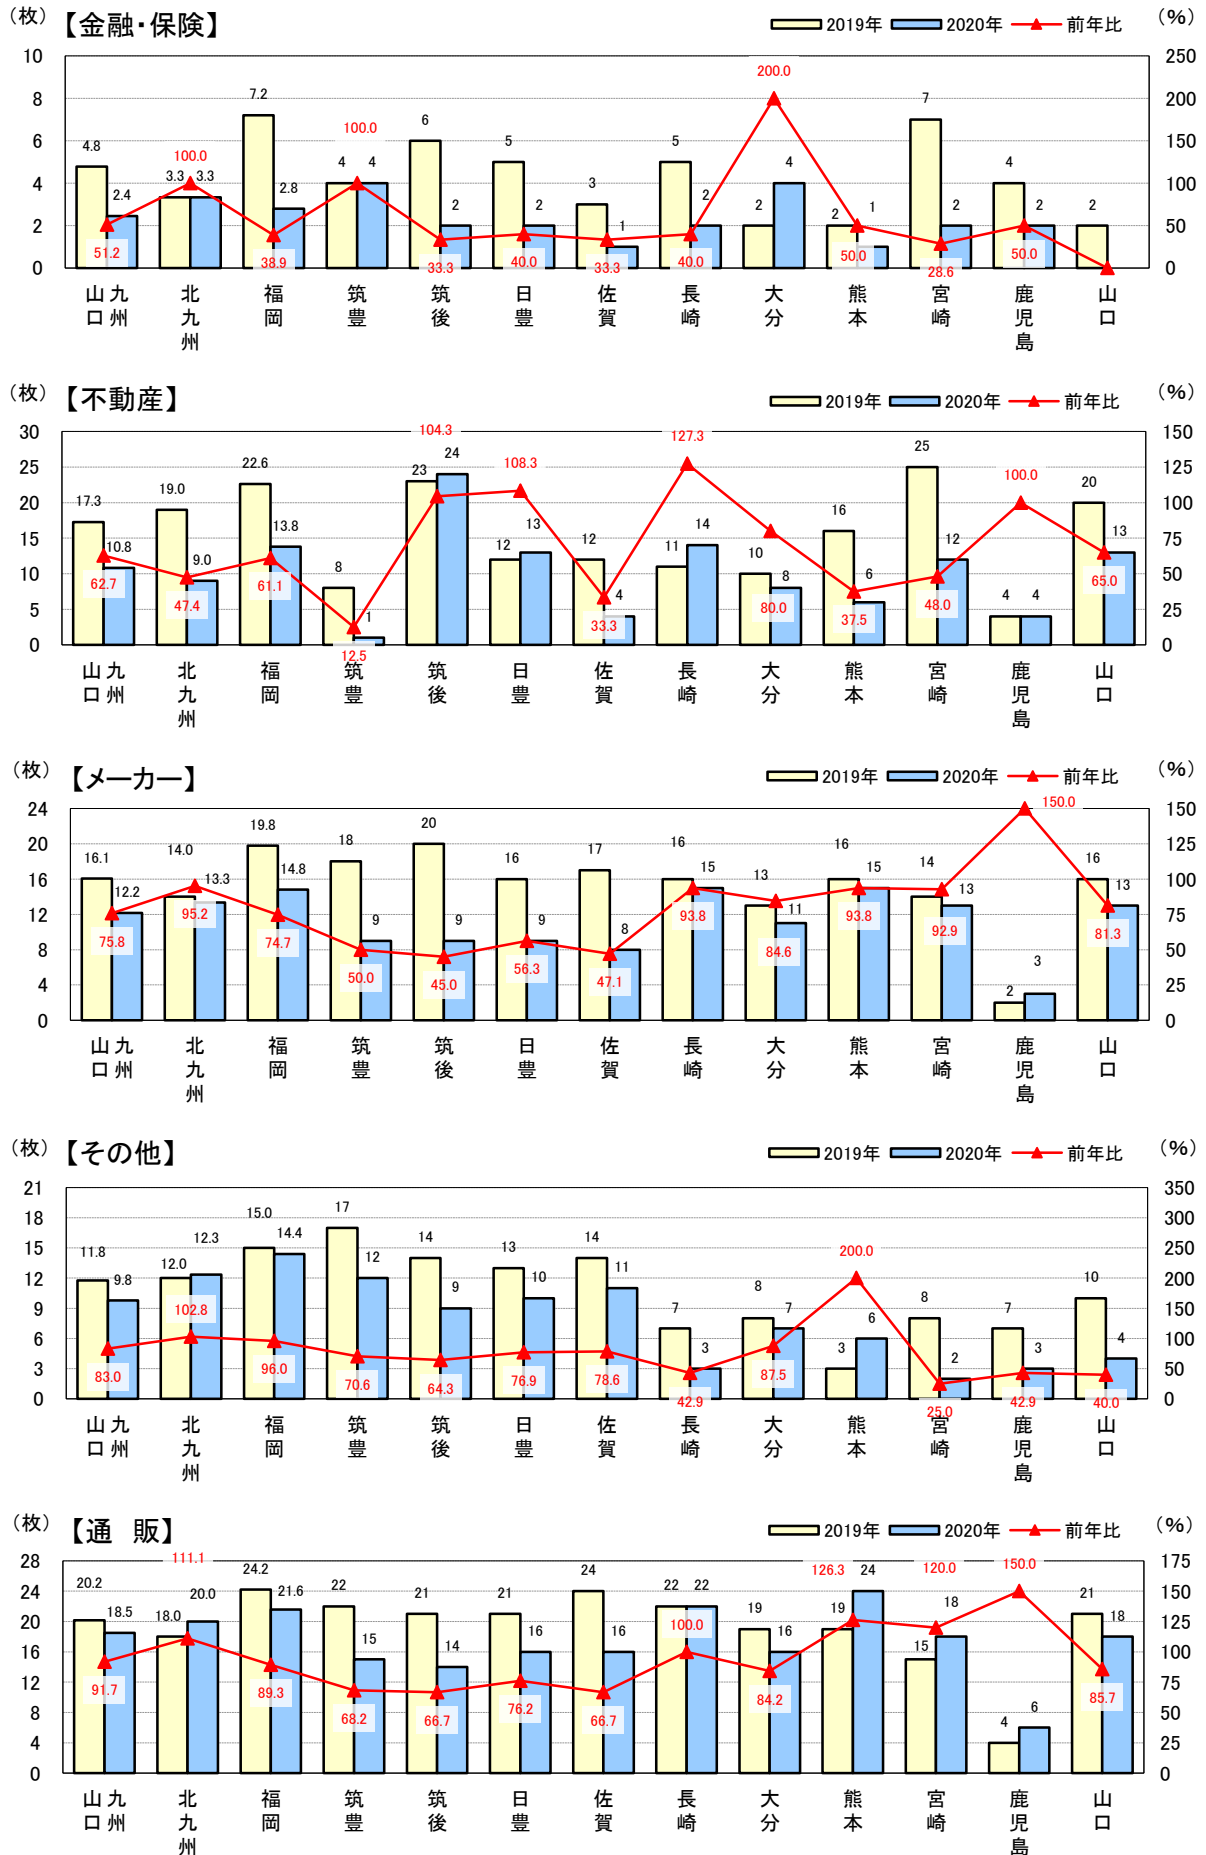 （枚）【金融・保険】 2019年 2020年 前年比 （％）
10 250
8 200
6 150
4 100
2 50
0 0
4.8 3.3 7.2 4 6 5 3 5 2 2 7 4 2
2.4 3.3 2.8 4 2 2 1 2 4 1 2 2
51.2 100.0 38.9 100.0 33.3 40.0 33.3 40.0 200.0 50.0 28.6 50.0
九州山口 北九州 福岡 筑豊 筑後 日豊 佐賀 長崎 大分 熊本 宮崎 鹿児島 山口
（枚）【不動産】 2019年 2020年 前年比 （％）
30 150
25 125
20 100
15 75
10 50
5 25
0 0
17.3 19.0 22.6 8 23 12 12 11 10 16 25 4 20
10.8 9.0 13.8 1 24 13 4 14 8 6 12 4 13
62.7 47.4 61.1 12.5 104.3 108.3 33.3 127.3 80.0 37.5 48.0 100.0 65.0
九州山口 北九州 福岡 筑豊 筑後 日豊 佐賀 長崎 大分 熊本 宮崎 鹿児島 山口
（枚）【メーカー】 2019年 2020年 前年比 （％）
24 150
20 125
16 100
12 75
8 50
4 25
0 0
16.1 14.0 19.8 18 20 16 17 16 13 16 14 2 16
12.2 13.3 14.8 9 9 9 8 15 11 15 13 3 13
75.8 95.2 74.7 50.0 45.0 56.3 47.1 93.8 84.6 93.8 92.9 150.0 81.3
九州山口 北九州 福岡 筑豊 筑後 日豊 佐賀 長崎 大分 熊本 宮崎 鹿児島 山口
（枚）【その他】 2019年 2020年 前年比 （％）
21 350
18 300
15 250
12 200
9 150
6 100
3 50
0 0
11.8 12.0 15.0 17 14 13 14 7 8 3 8 7 10
9.8 12.3 14.4 12 9 10 11 3 7 6 2 3 4
83.0 102.8 96.0 70.6 64.3 76.9 78.6 42.9 87.5 200.0 25.0 42.9 40.0
九州山口 北九州 福岡 筑豊 筑後 日豊 佐賀 長崎 大分 熊本 宮崎 鹿児島 山口
（枚）【通　販】 2019年 2020年 前年比 （％）
28 175
24 150
20 125
16 100
12 75
8 50
4 25
0 0
20.2 18.0 24.2 22 21 21 24 22 19 19 15 4 21
18.5 20.0 21.6 15 14 16 16 22 16 24 18 6 18
91.7 111.1 89.3 68.2 66.7 76.2 66.7 100.0 84.2 126.3 120.0 150.0 85.7
九州山口 北九州 福岡 筑豊 筑後 日豊 佐賀 長崎 大分 熊本 宮崎 鹿児島 山口